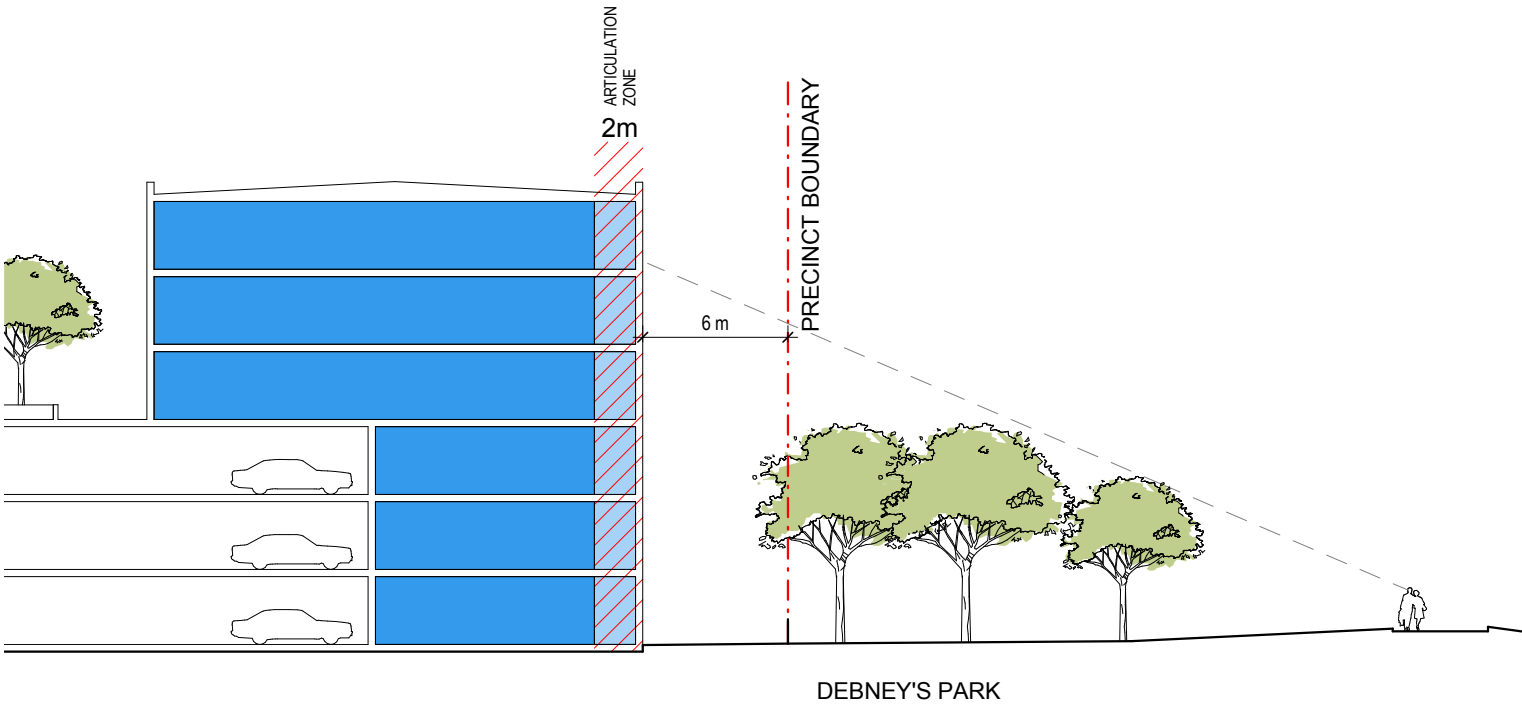 ARTICULATION
ZONE
2m
PRECINCT BOUNDARY
6 m
DEBNEY'S PARK